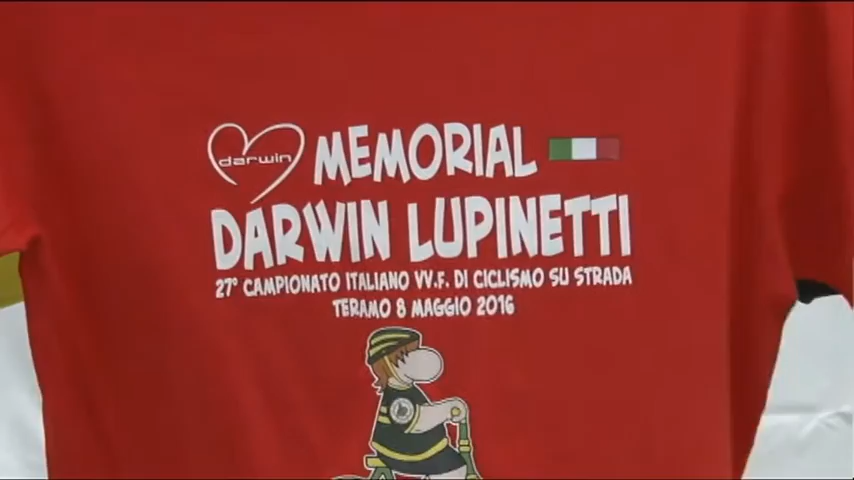 darwin MEMORIAL
DARWIN LUPINETTI
27° CAMPIONATO ITALIANO VV.F. DI CICLISMO SU STRADA
TERAMO 8 MAGGIO 2016